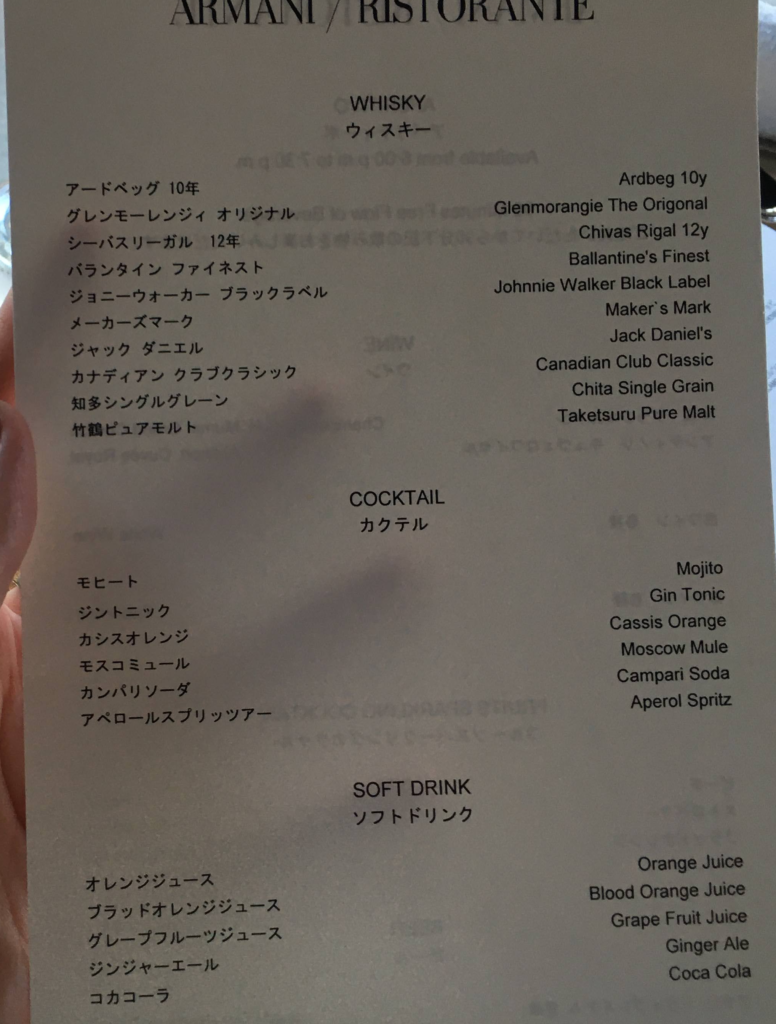 ARMANI / RISTORANTE
WHISKY
ウィスキー
アードベッグ 10年 Ardbeg 10y
グレンモーレンジィ オリジナル Glenmorangie The Origonal
シーバスリーガル 12年 Chivas Rigal 12y
バランタイン ファイネスト Ballantine's Finest
ジョニーウォーカー ブラックラベル Johnnie Walker Black Label
メーカーズマーク Maker`s Mark
ジャック ダニエル Jack Daniel's
カナディアン クラブクラシック Canadian Club Classic
知多シングルグレーン Chita Single Grain
竹鶴ピュアモルト Taketsuru Pure Malt
COCKTAIL
カクテル
モヒート Mojito
ジントニック Gin Tonic
カシスオレンジ Cassis Orange
モスコミュール Moscow Mule
カンパリソーダ Campari Soda
アペロールスプリッツアー Aperol Spritz
SOFT DRINK
ソフトドリンク
オレンジジュース Orange Juice
ブラッドオレンジジュース Blood Orange Juice
グレープフルーツジュース Grape Fruit Juice
ジンジャーエール Ginger Ale
コカコーラ Coca Cola